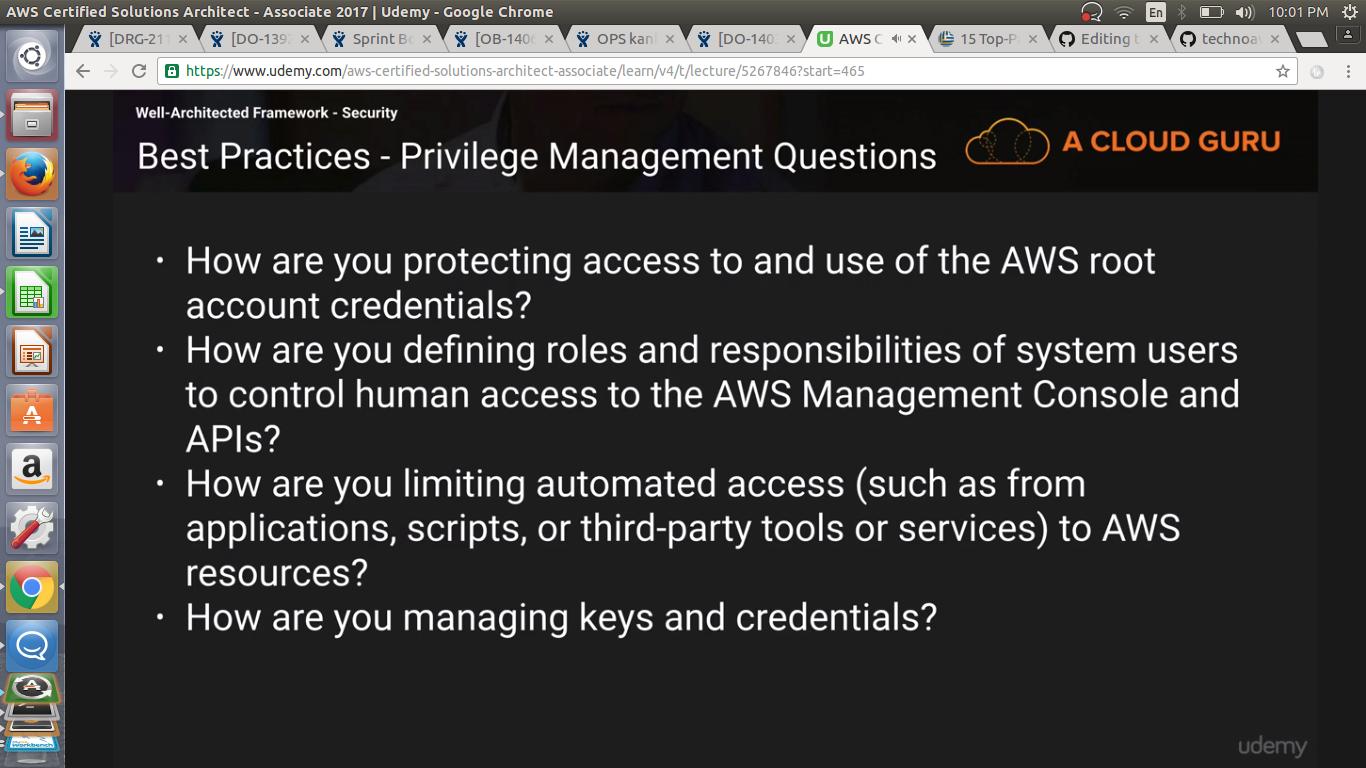 AWS Certified Solutions Architect - Associate 2017 | Udemy - Google Chrome
En
10:01 PM
[DRG-211
[DO-139
Sprint Bo
[OB-140
OPS kan
[DO-140
AWS C
15 Top-P
Editing t
technoa
https://www.udemy.com/aws-certified-solutions-architect-associate/learn/v4/t/lecture/5267846?start=465
Well-Architected Framework - Security
Best Practices - Privilege Management Questions
A CLOUD GURU
• How are you protecting access to and use of the AWS root
account credentials?
• How are you defining roles and responsibilities of system users
to control human access to the AWS Management Console and
APIs?
• How are you limiting automated access (such as from
applications, scripts, or third-party tools or services) to AWS
resources?
• How are you managing keys and credentials?
Workbench
udemy